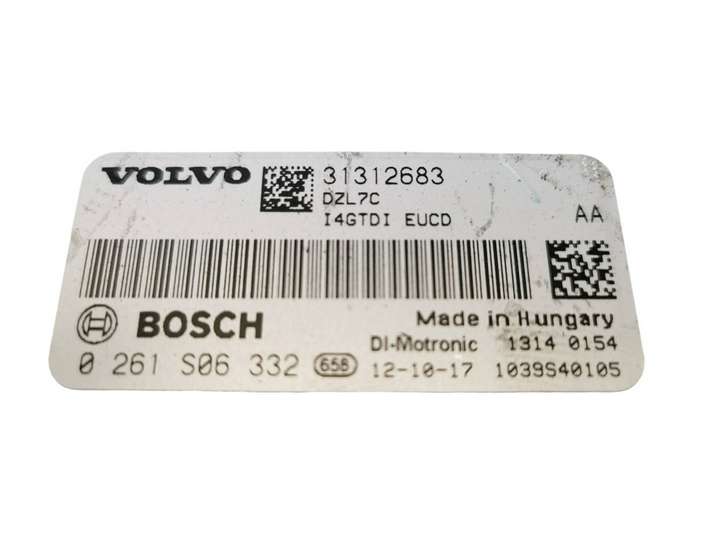 VOLVO 31312683
DZL7C
I4GTDI EUCD AA
BOSCH Made in Hungary
DI-Motronic 1314 0154
0 261 S06 332 658 12-10-17 1039S40105